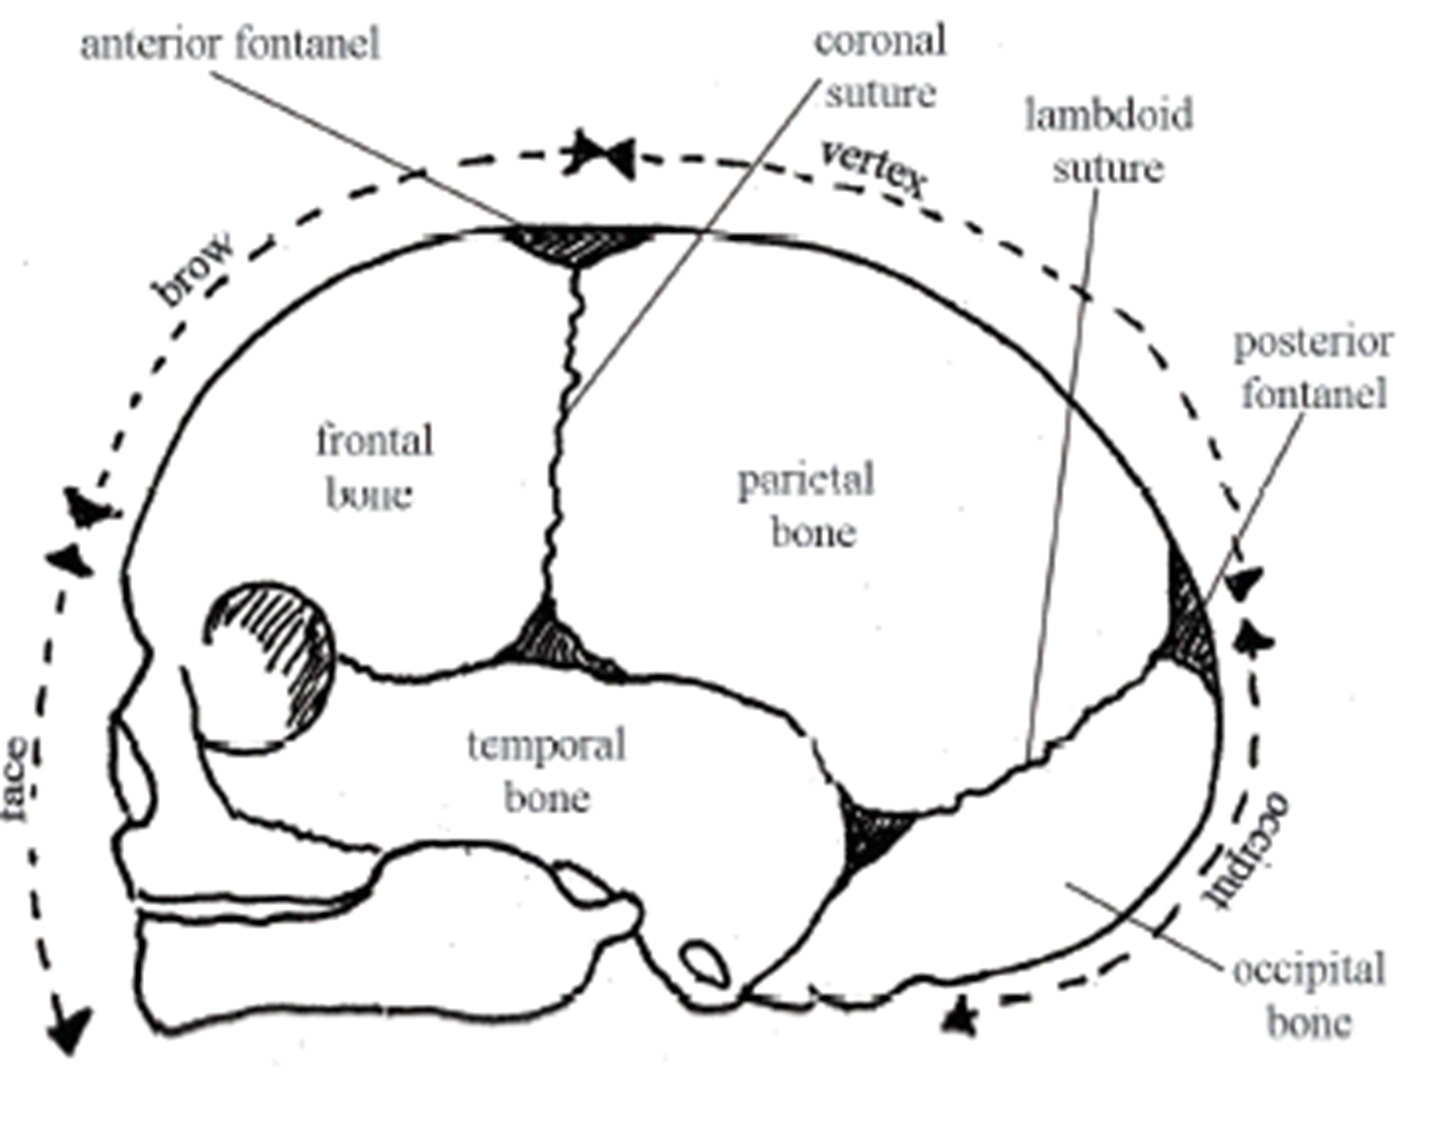 anterior fontanel
coronal
suture
lambdoid
suture
vertex
brow
posterior
fontanel
frontal
bone
parietal
bone
face
temporal
bone
occiput
occipital
bone